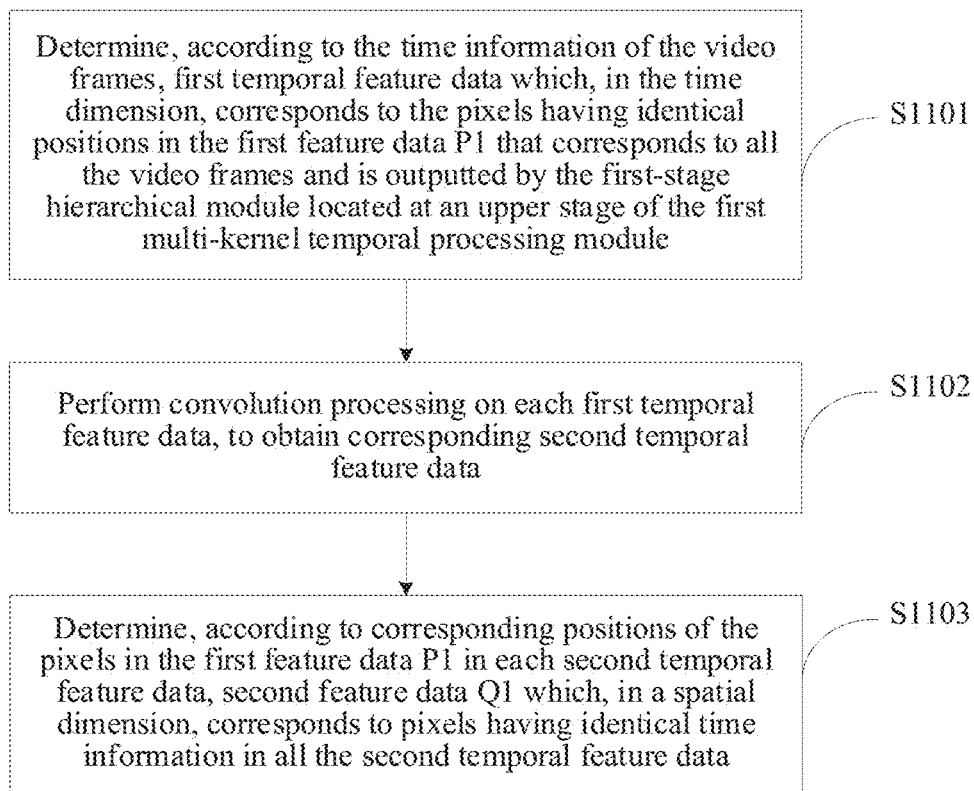 Determine, according to the time information of the video
frames, first temporal feature data which, in the time
dimension, corresponds to the pixels having identical
positions in the first feature data P1 that corresponds to all
the video frames and is outputted by the first-stage
hierarchical module located at an upper stage of the first
multi-kernel temporal processing module
S1101
Perform convolution processing on each first temporal
feature data, to obtain corresponding second temporal
feature data
S1102
Determine, according to corresponding positions of the
pixels in the first feature data P1 in each second temporal
feature data, second feature data Q1 which, in a spatial
dimension, corresponds to pixels having identical time
information in all the second temporal feature data
S1103